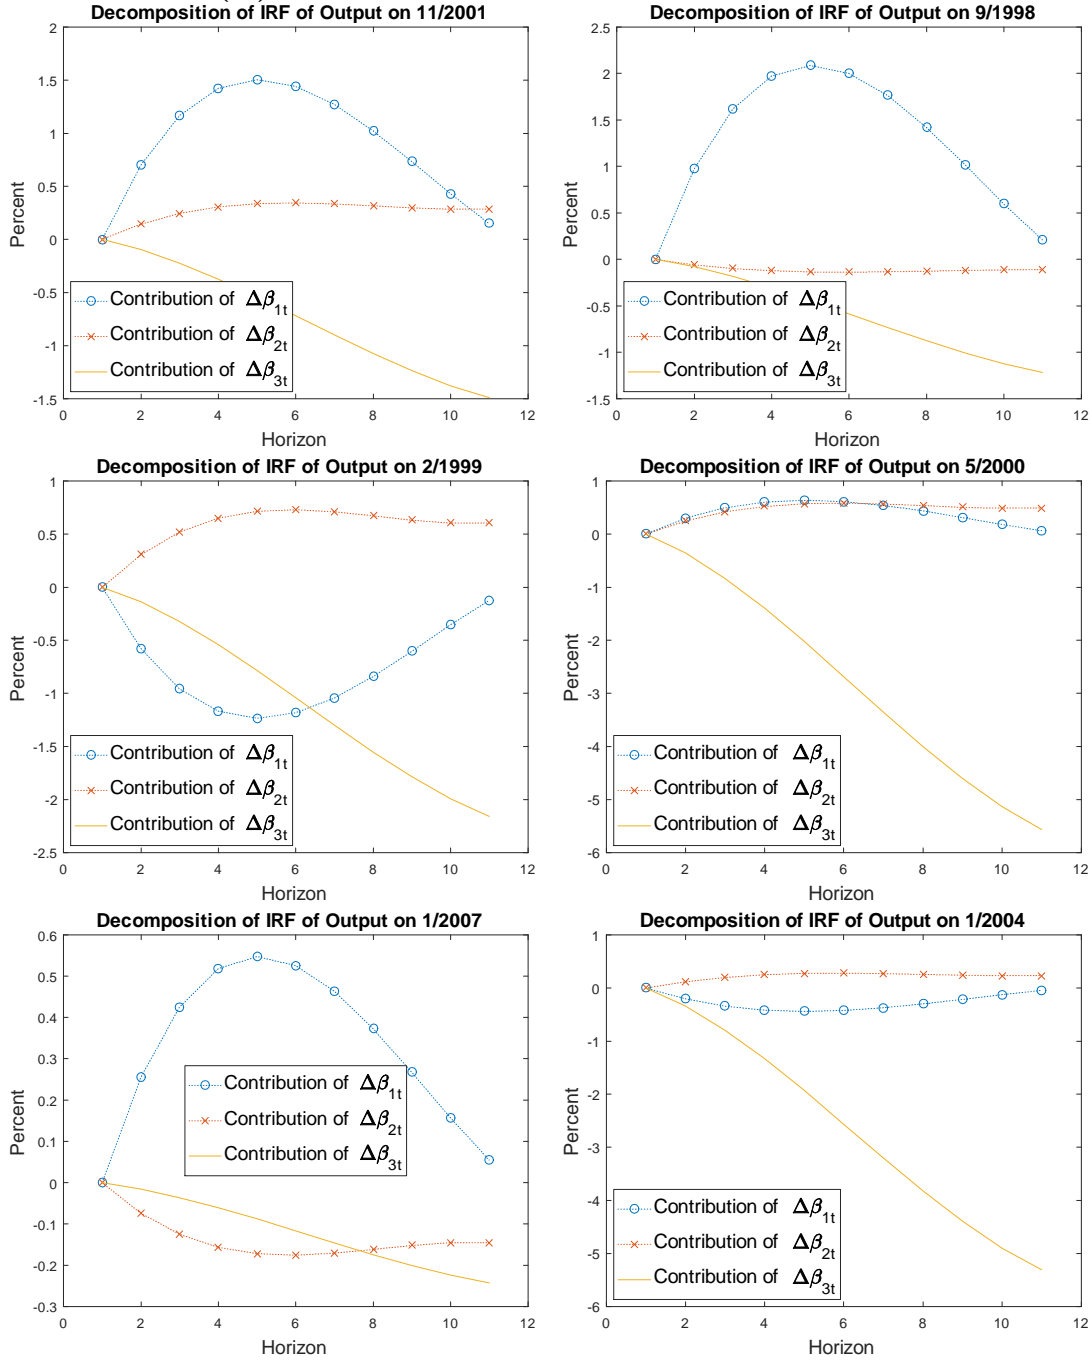 Decomposition of IRF of Output on 11/2001
2
1.5
1
0.5
0
-0.5
-1
-1.5
Percent
Contribution of Δβ1t
Contribution of Δβ2t
Contribution of Δβ3t
0 2 4 6 8 10 12
Horizon
Decomposition of IRF of Output on 9/1998
2.5
2
1.5
1
0.5
0
-0.5
-1
-1.5
Percent
Contribution of Δβ1t
Contribution of Δβ2t
Contribution of Δβ3t
0 2 4 6 8 10 12
Horizon
Decomposition of IRF of Output on 2/1999
1
0.5
0
-0.5
-1
-1.5
-2
-2.5
Percent
Contribution of Δβ1t
Contribution of Δβ2t
Contribution of Δβ3t
0 2 4 6 8 10 12
Horizon
Decomposition of IRF of Output on 5/2000
1
0
-1
-2
-3
-4
-5
-6
Percent
Contribution of Δβ1t
Contribution of Δβ2t
Contribution of Δβ3t
0 2 4 6 8 10 12
Horizon
Decomposition of IRF of Output on 1/2007
0.6
0.5
0.4
0.3
0.2
0.1
0
-0.1
-0.2
-0.3
Percent
Contribution of Δβ1t
Contribution of Δβ2t
Contribution of Δβ3t
0 2 4 6 8 10 12
Horizon
Decomposition of IRF of Output on 1/2004
1
0
-1
-2
-3
-4
-5
-6
Percent
Contribution of Δβ1t
Contribution of Δβ2t
Contribution of Δβ3t
0 2 4 6 8 10 12
Horizon